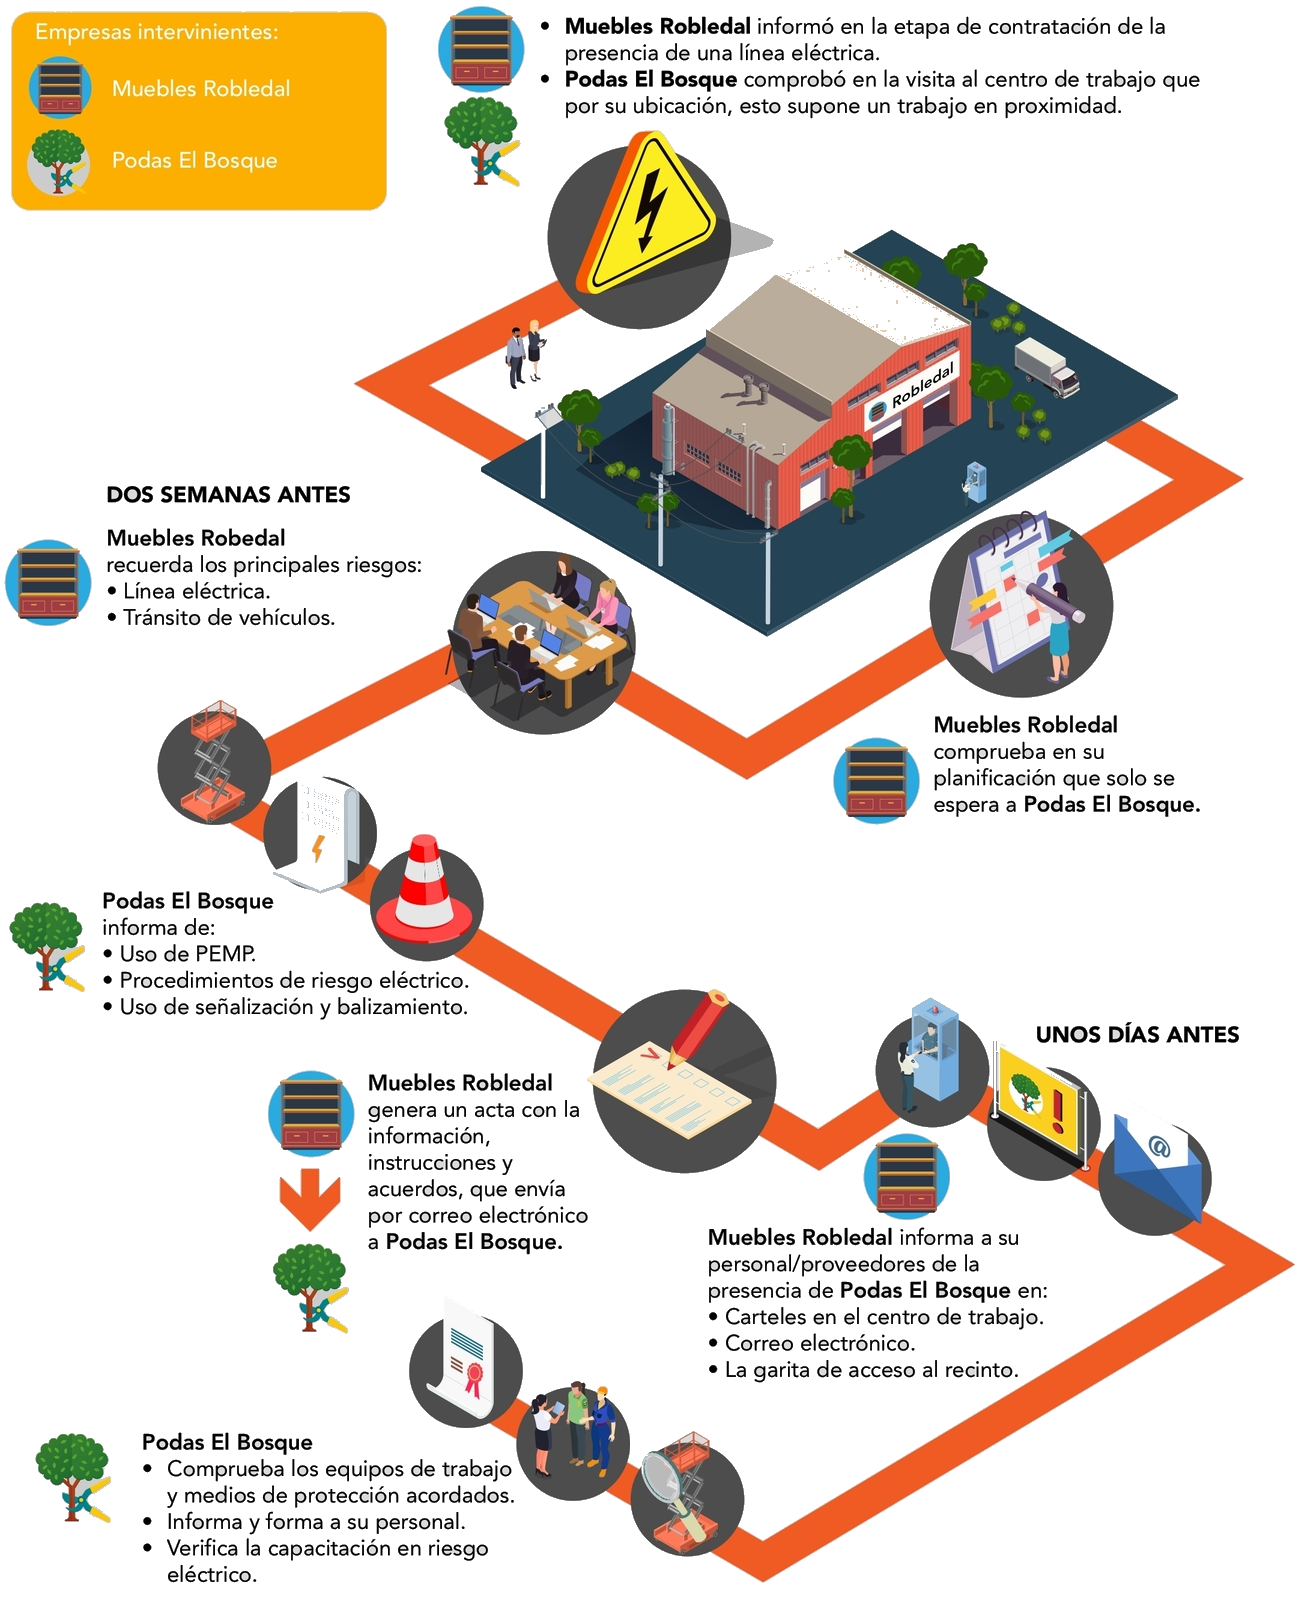 Empresas intervinientes:
Muebles Robledal
Podas El Bosque
• Muebles Robledal informó en la etapa de contratación de la
presencia de una línea eléctrica.
• Podas El Bosque comprobó en la visita al centro de trabajo que
por su ubicación, esto supone un trabajo en proximidad.
Robledal
DOS SEMANAS ANTES
Muebles Robedal
recuerda los principales riesgos:
• Línea eléctrica.
• Tránsito de vehículos.
Muebles Robledal
comprueba en su
planificación que solo se
espera a Podas El Bosque.
Podas El Bosque
informa de:
• Uso de PEMP.
• Procedimientos de riesgo eléctrico.
• Uso de señalización y balizamiento.
Muebles Robledal
genera un acta con la
información,
instrucciones y
acuerdos, que envía
por correo electrónico
a Podas El Bosque.
UNOS DÍAS ANTES
!
@
Muebles Robledal informa a su
personal/proveedores de la
presencia de Podas El Bosque en:
• Carteles en el centro de trabajo.
• Correo electrónico.
• La garita de acceso al recinto.
Podas El Bosque
• Comprueba los equipos de trabajo
y medios de protección acordados.
• Informa y forma a su personal.
• Verifica la capacitación en riesgo
eléctrico.